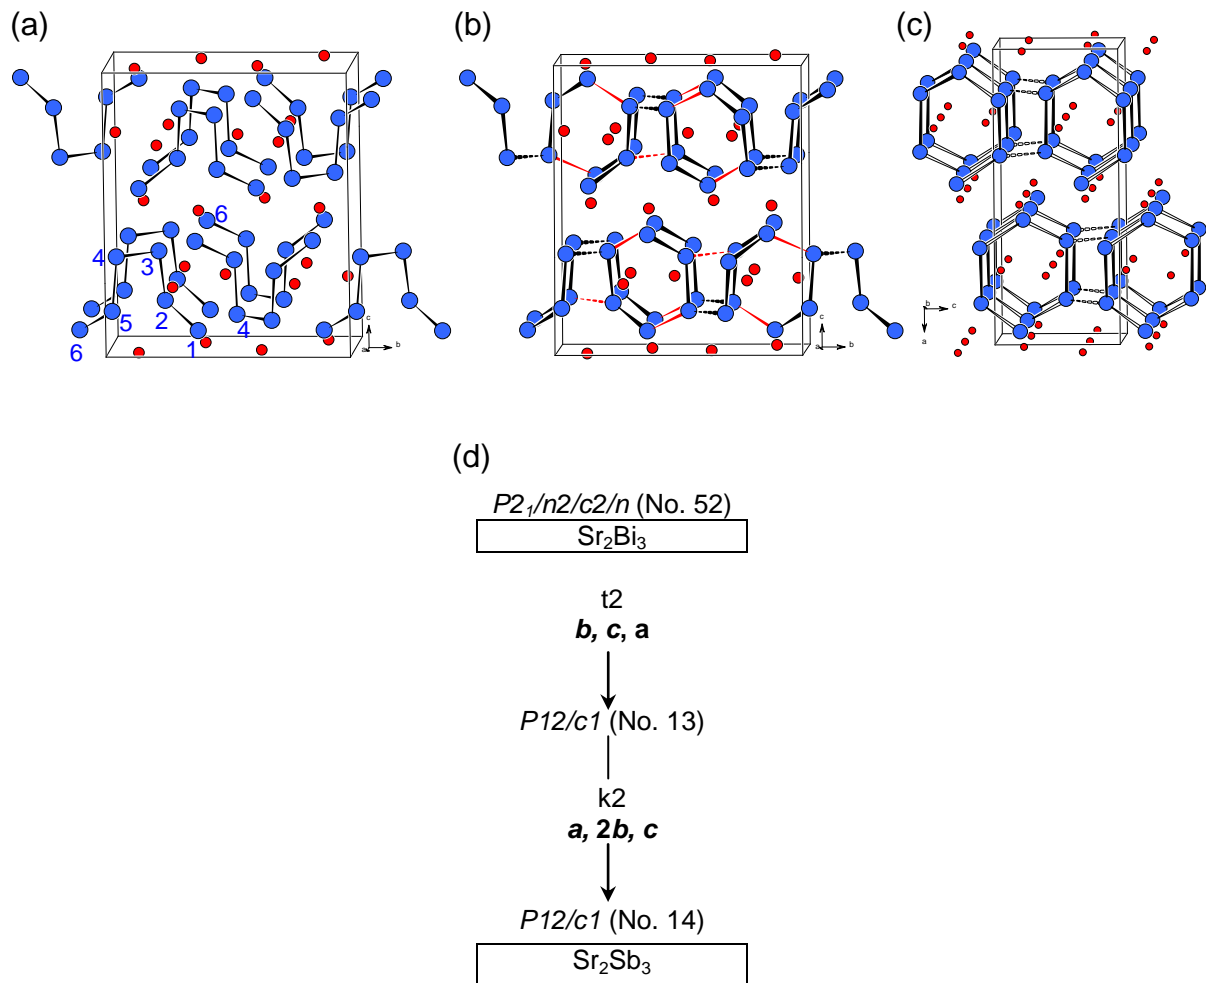 (a)
(b)
(c)
6
4
3
5
2
6
1
4
c
a
b
c
a
b
b
c
a
(d)
P2₁/n2/c2/n (No. 52)
Sr₂Bi₃
t2
b, c, a
P12/c1 (No. 13)
k2
a, 2b, c
P12/c1 (No. 14)
Sr₂Sb₃